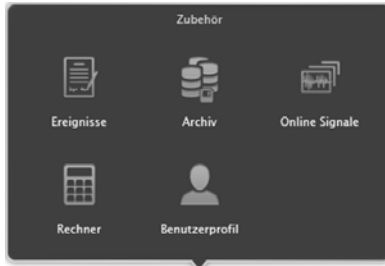 Zubehör
Ereignisse
Archiv
Online Signale
Rechner
Benutzerprofil